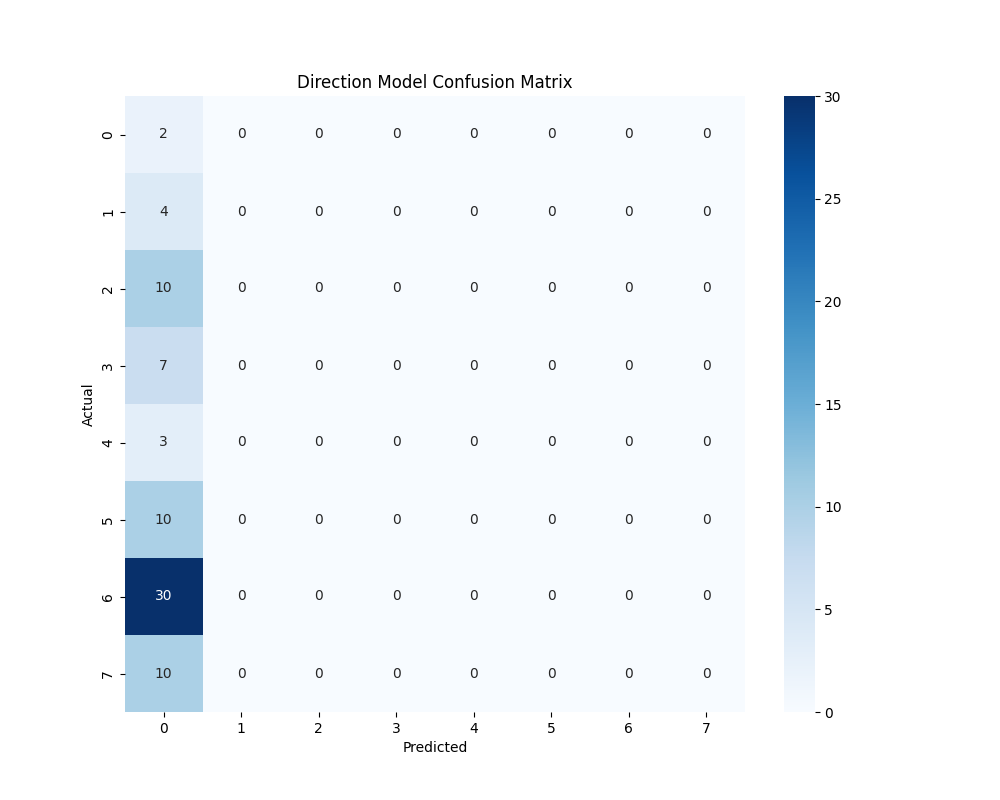 Direction Model Confusion Matrix
0 2 0 0 0 0 0 0 0
1 4 0 0 0 0 0 0 0
2 10 0 0 0 0 0 0 0
3 7 0 0 0 0 0 0 0
4 3 0 0 0 0 0 0 0
5 10 0 0 0 0 0 0 0
6 30 0 0 0 0 0 0 0
7 10 0 0 0 0 0 0 0
Actual
0 1 2 3 4 5 6 7
Predicted
30
25
20
15
10
5
0